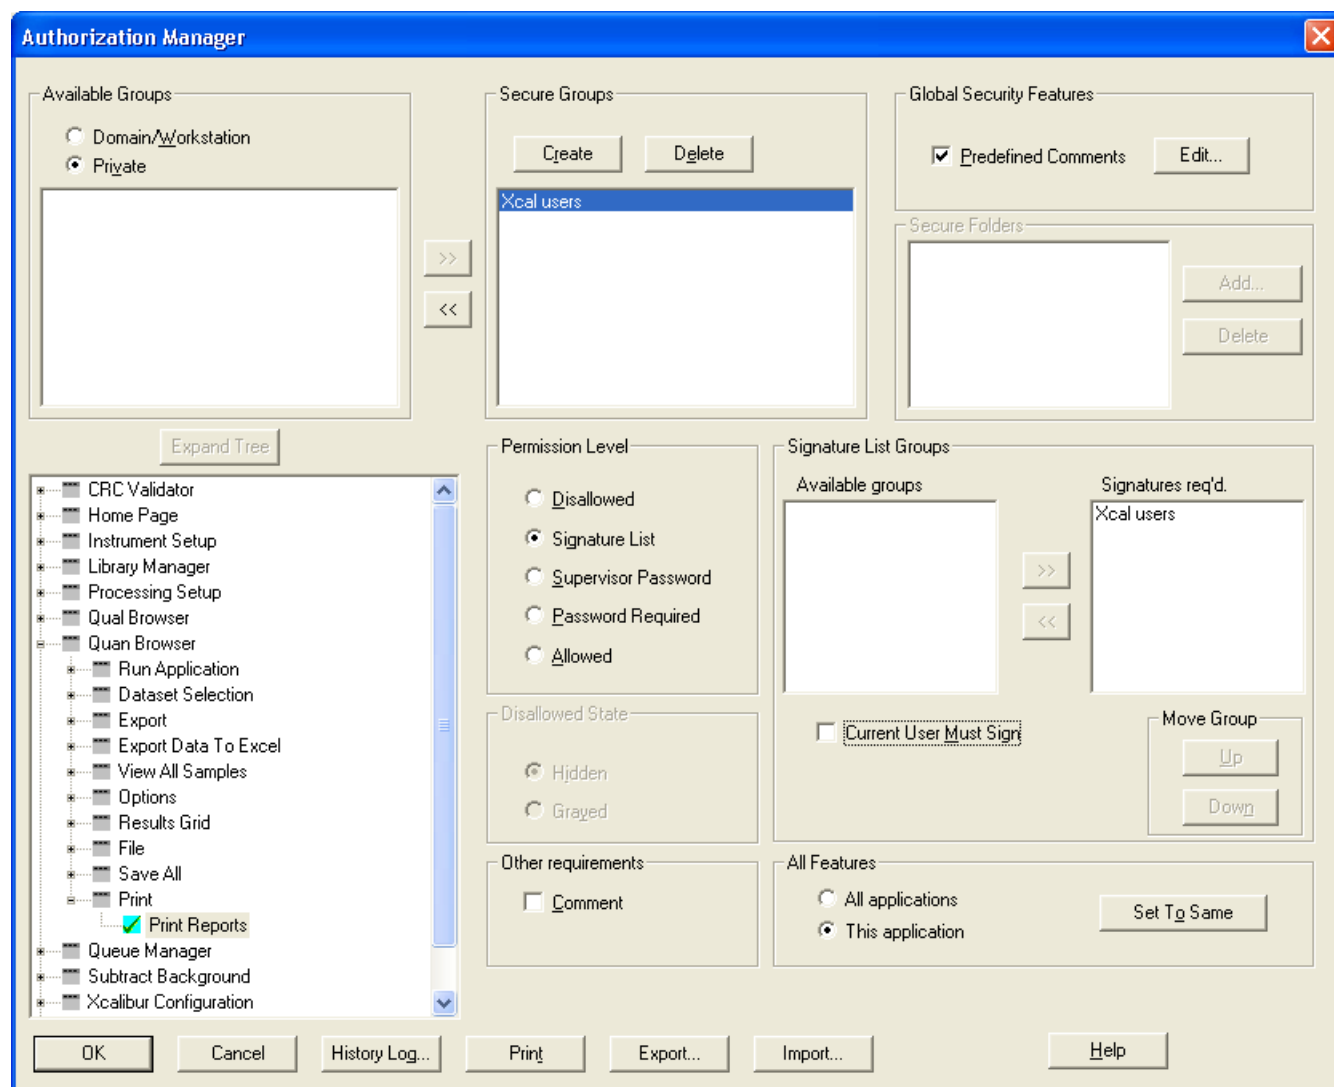 Authorization Manager
Available Groups
Domain/Workstation
Private
>>
<<
Secure Groups
Create
Delete
Xcal users
Global Security Features
Predefined Comments
Edit...
Secure Folders
Add...
Delete
Expand Tree
CRC Validator
Home Page
Instrument Setup
Library Manager
Processing Setup
Qual Browser
Quan Browser
Run Application
Dataset Selection
Export
Export Data To Excel
View All Samples
Options
Results Grid
File
Save All
Print
Print Reports
Queue Manager
Subtract Background
Xcalibur Configuration
Permission Level
Disallowed
Signature List
Supervisor Password
Password Required
Allowed
Disallowed State
Hidden
Grayed
Other requirements
Comment
Signature List Groups
Available groups
>>
<<
Signatures req'd.
Xcal users
Current User Must Sign
Move Group
Up
Down
All Features
All applications
This application
Set To Same
OK
Cancel
History Log...
Print
Export...
Import...
Help